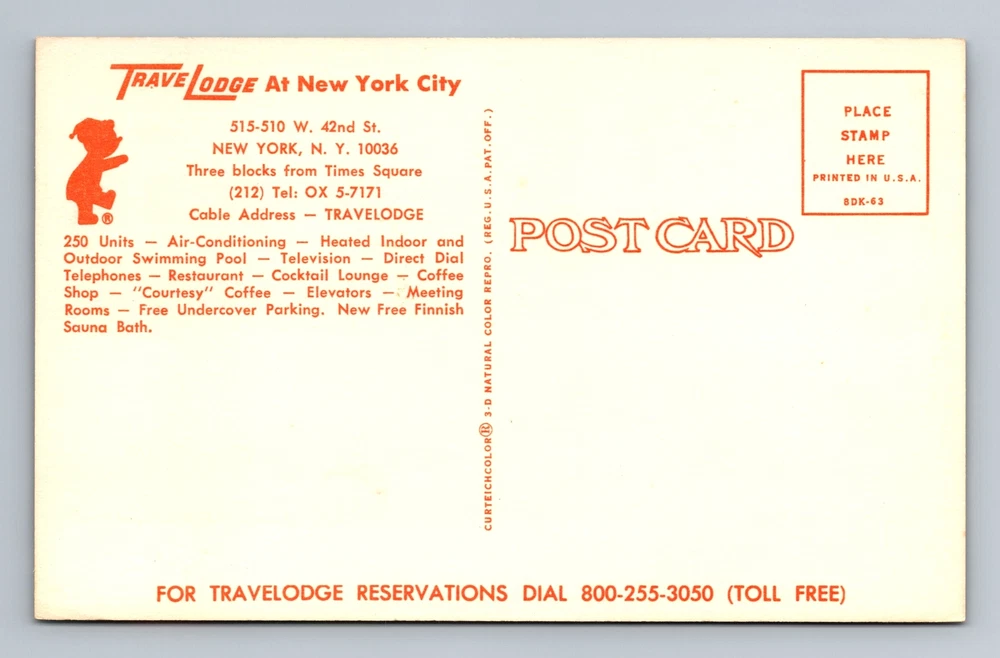 TRAVELODGE At New York City
515-510 W. 42nd St.
NEW YORK, N. Y. 10036
Three blocks from Times Square
(212) Tel: OX 5-7171
Cable Address — TRAVELODGE
®
250 Units — Air-Conditioning — Heated Indoor and
Outdoor Swimming Pool — Television — Direct Dial
Telephones — Restaurant — Cocktail Lounge — Coffee
Shop — "Courtesy" Coffee — Elevators — Meeting
Rooms — Free Undercover Parking. New Free Finnish
Sauna Bath.
CURTEICHCOLOR® 3-D NATURAL COLOR REPRO. (REG. U.S.A. PAT. OFF.)
POST CARD
PLACE
STAMP
HERE
PRINTED IN U.S.A.
8DK-63
FOR TRAVELODGE RESERVATIONS DIAL 800-255-3050 (TOLL FREE)